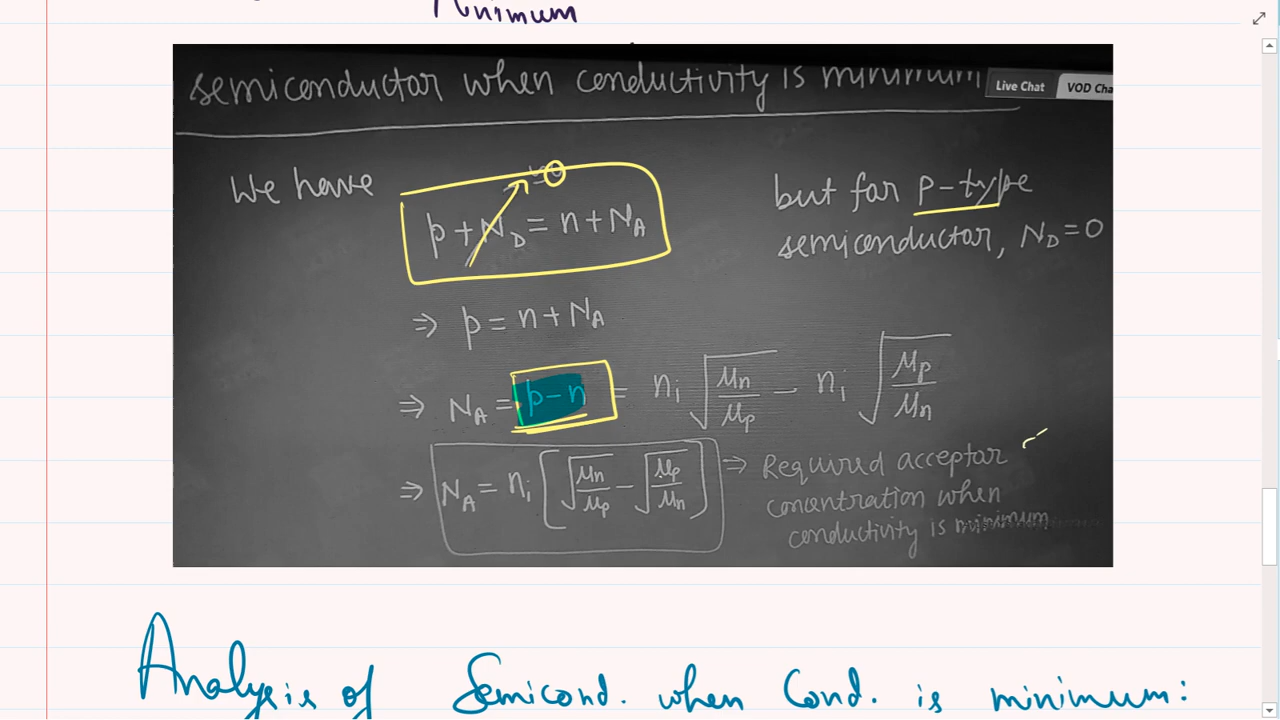 Minimum
semiconductor when conductivity is minimum
Live Chat
VOD Cha
We have
p + N_D = n + N_A
but for p-type
semiconductor, N_D = 0
⇒ p = n + N_A
⇒ N_A = p - n = n_i √(μn/μp) - n_i √(μp/μn)
⇒ N_A = n_i [√(μn/μp) - √(μp/μn)] ⇒ Required acceptor
concentration when
conductivity is minimum
Analysis of Semicond. when Cond. is minimum: